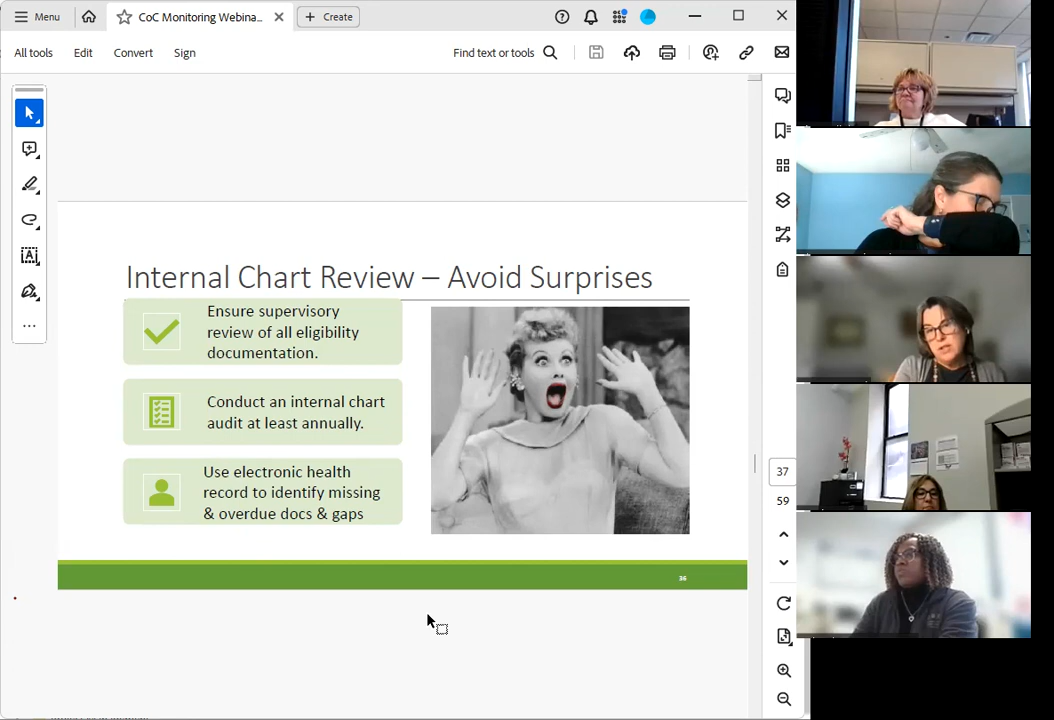 Menu
CoC Monitoring Webina...
Create
All tools
Edit
Convert
Sign
Find text or tools
Internal Chart Review – Avoid Surprises
Ensure supervisory
review of all eligibility
documentation.
Conduct an internal chart
audit at least annually.
Use electronic health
record to identify missing
& overdue docs & gaps
36
37
59